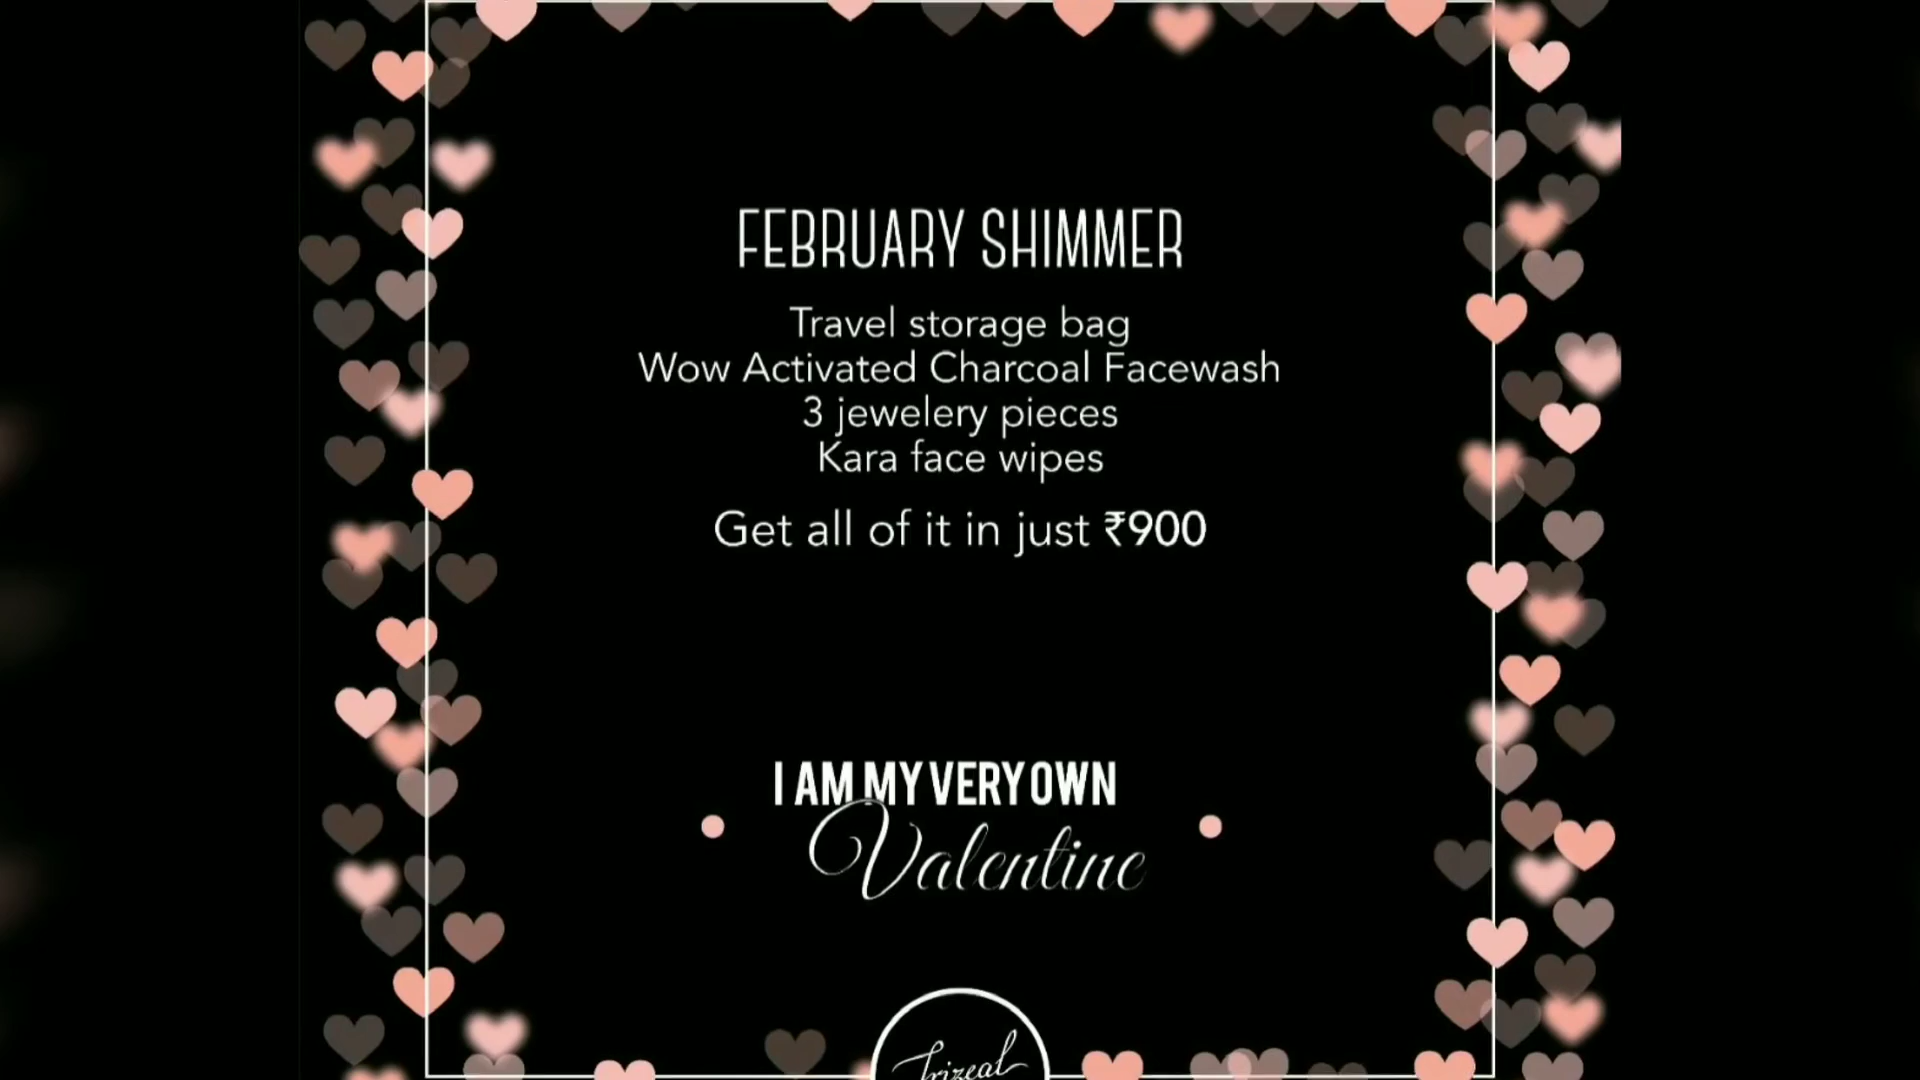 FEBRUARY SHIMMER
Travel storage bag
Wow Activated Charcoal Facewash
3 jewelery pieces
Kara face wipes
Get all of it in just ₹900
I AM MY VERY OWN
Valentine
Trizeal